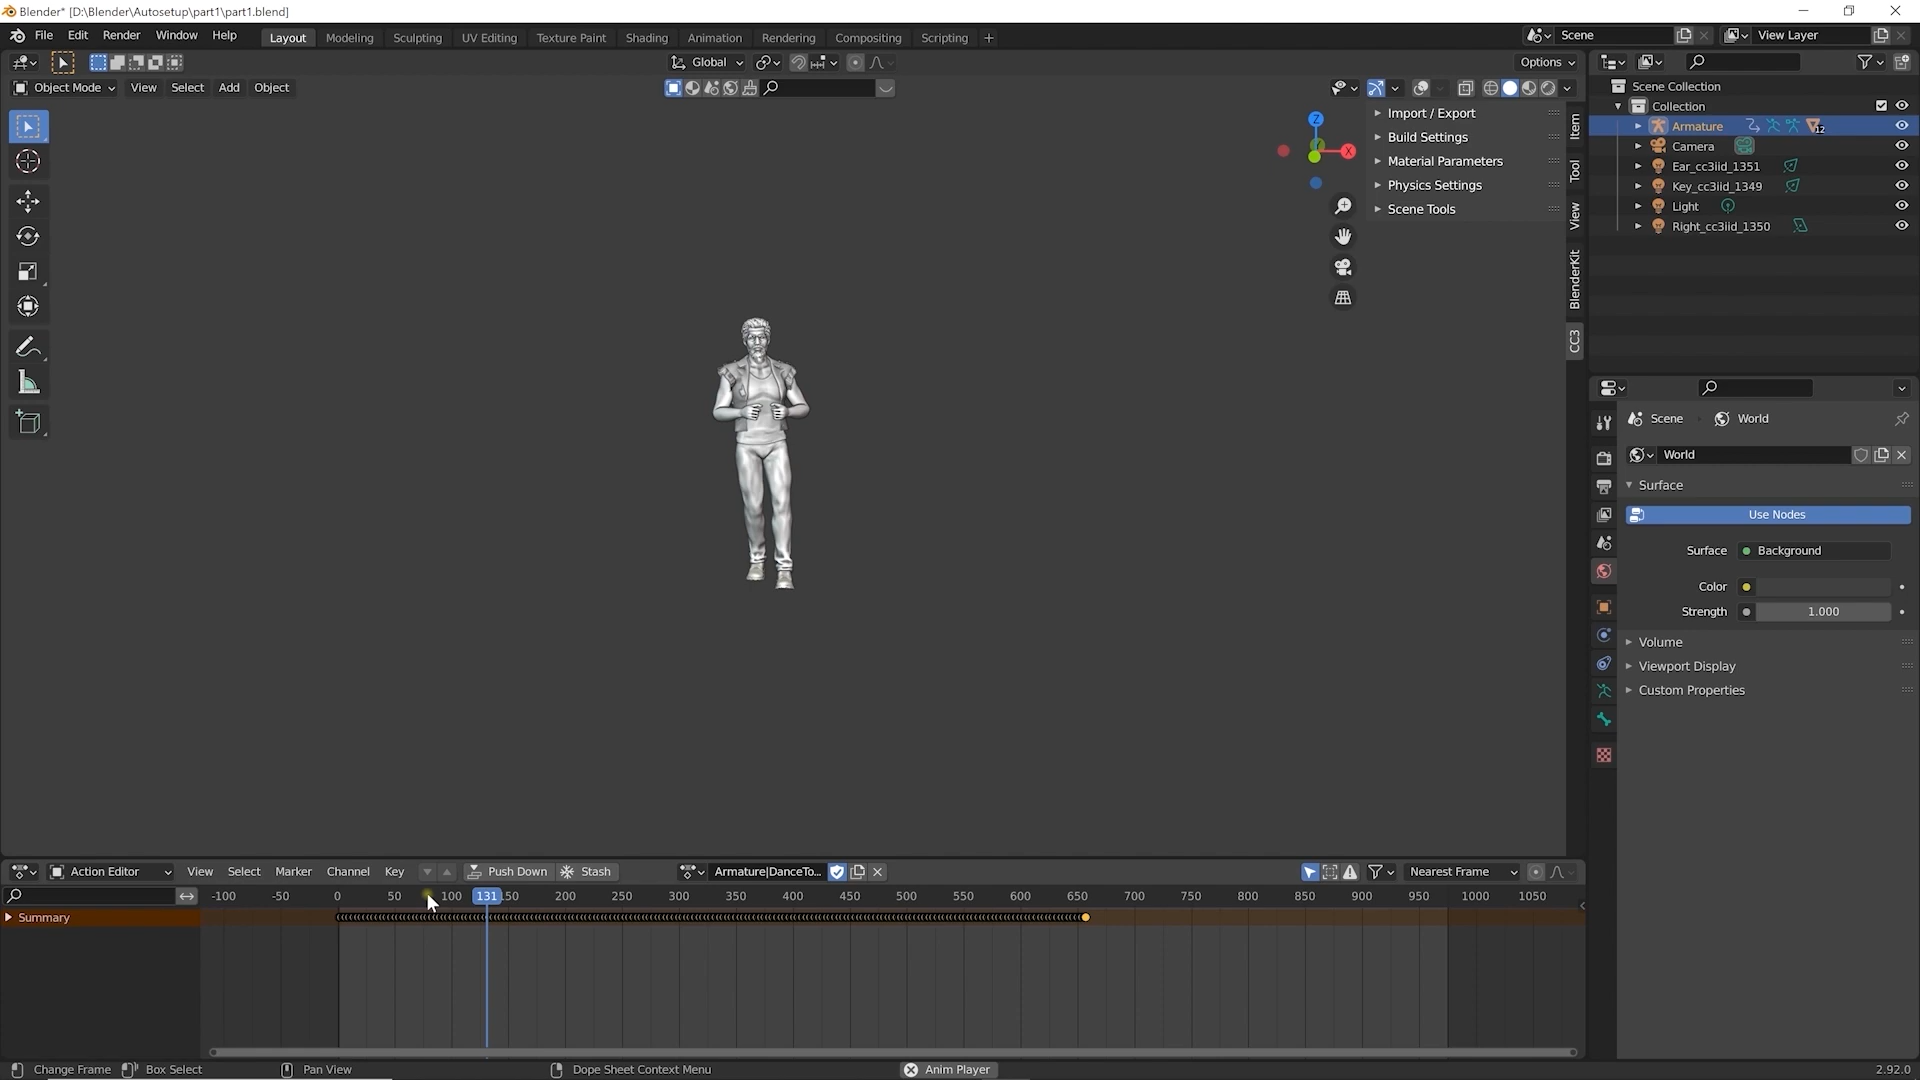 Blender* [D:\Blender\Autosetup\part1\part1.blend]
File Edit Render Window Help Layout Modeling Sculpting UV Editing Texture Paint Shading Animation Rendering Compositing Scripting + Scene View Layer
Global Options
Object Mode View Select Add Object
Import / Export
Build Settings
Material Parameters
Physics Settings
Scene Tools
Z
X
Item
Tool
View
BlenderKit
CC3
Scene Collection
Collection
Armature 12
Camera
Ear_cc3iid_1351
Key_cc3iid_1349
Light
Right_cc3iid_1350
Scene World
World
Surface
Use Nodes
Surface Background
Color
Strength 1.000
Volume
Viewport Display
Custom Properties
Action Editor View Select Marker Channel Key Push Down Stash Armature|DanceTo... Nearest Frame
-100 -50 0 50 100 131 150 200 250 300 350 400 450 500 550 600 650 700 750 800 850 900 950 1000 1050
Summary
Change Frame Box Select Pan View Dope Sheet Context Menu Anim Player 2.92.0